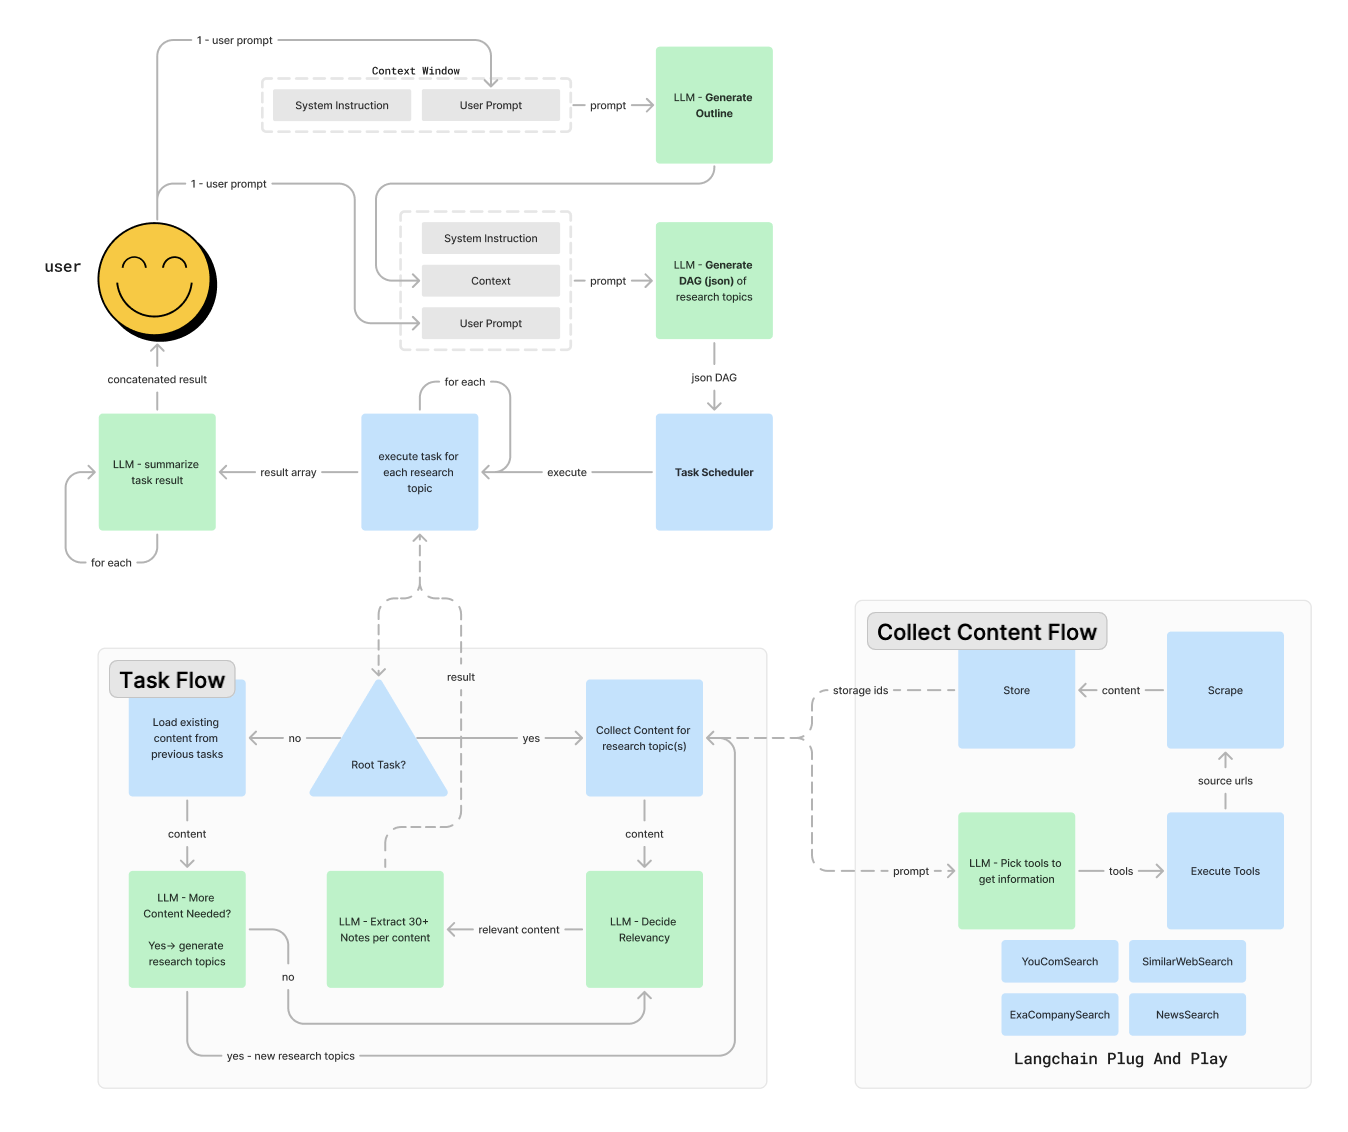 1 - user prompt
Context Window
System Instruction
User Prompt
prompt
LLM - Generate
Outline
1 - user prompt
System Instruction
Context
User Prompt
prompt
LLM - Generate
DAG (json) of
research topics
user
json DAG
concatenated result
for each
LLM - summarize
task result
result array
execute task for
each research
topic
execute
Task Scheduler
for each
Task Flow
result
Load existing
content from
previous tasks
no
Root Task?
yes
Collect Content for
research topic(s)
content
content
LLM - More
Content Needed?
Yes→ generate
research topics
LLM - Extract 30+
Notes per content
relevant content
LLM - Decide
Relevancy
no
yes - new research topics
Collect Content Flow
storage ids
Store
content
Scrape
source urls
prompt
LLM - Pick tools to
get information
tools
Execute Tools
YouComSearch
SimilarWebSearch
ExaCompanySearch
NewsSearch
Langchain Plug And Play